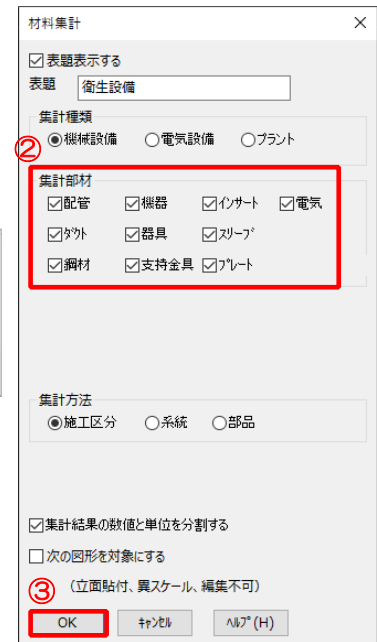 材料集計
表題表示する
表題 衛生設備
集計種類
② 機械設備 電気設備 プラント
集計部材
配管 機器 インサート 電気
ダクト 器具 スリーブ
鋼材 支持金具 プレート
集計方法
施工区分 系統 部品
集計結果の数値と単位を分割する
次の図形を対象にする
③ (立面貼付、異スケール、編集不可)
OK キャンセル ヘルプ(H)